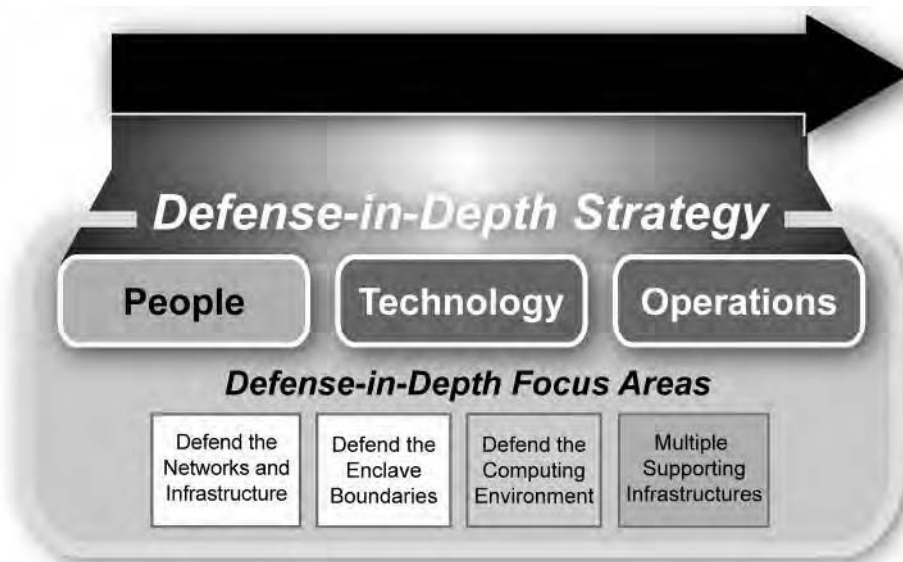 Defense-in-Depth Strategy
People
Technology
Operations
Defense-in-Depth Focus Areas
Defend the
Networks and
Infrastructure
Defend the
Enclave
Boundaries
Defend the
Computing
Environment
Multiple
Supporting
Infrastructures